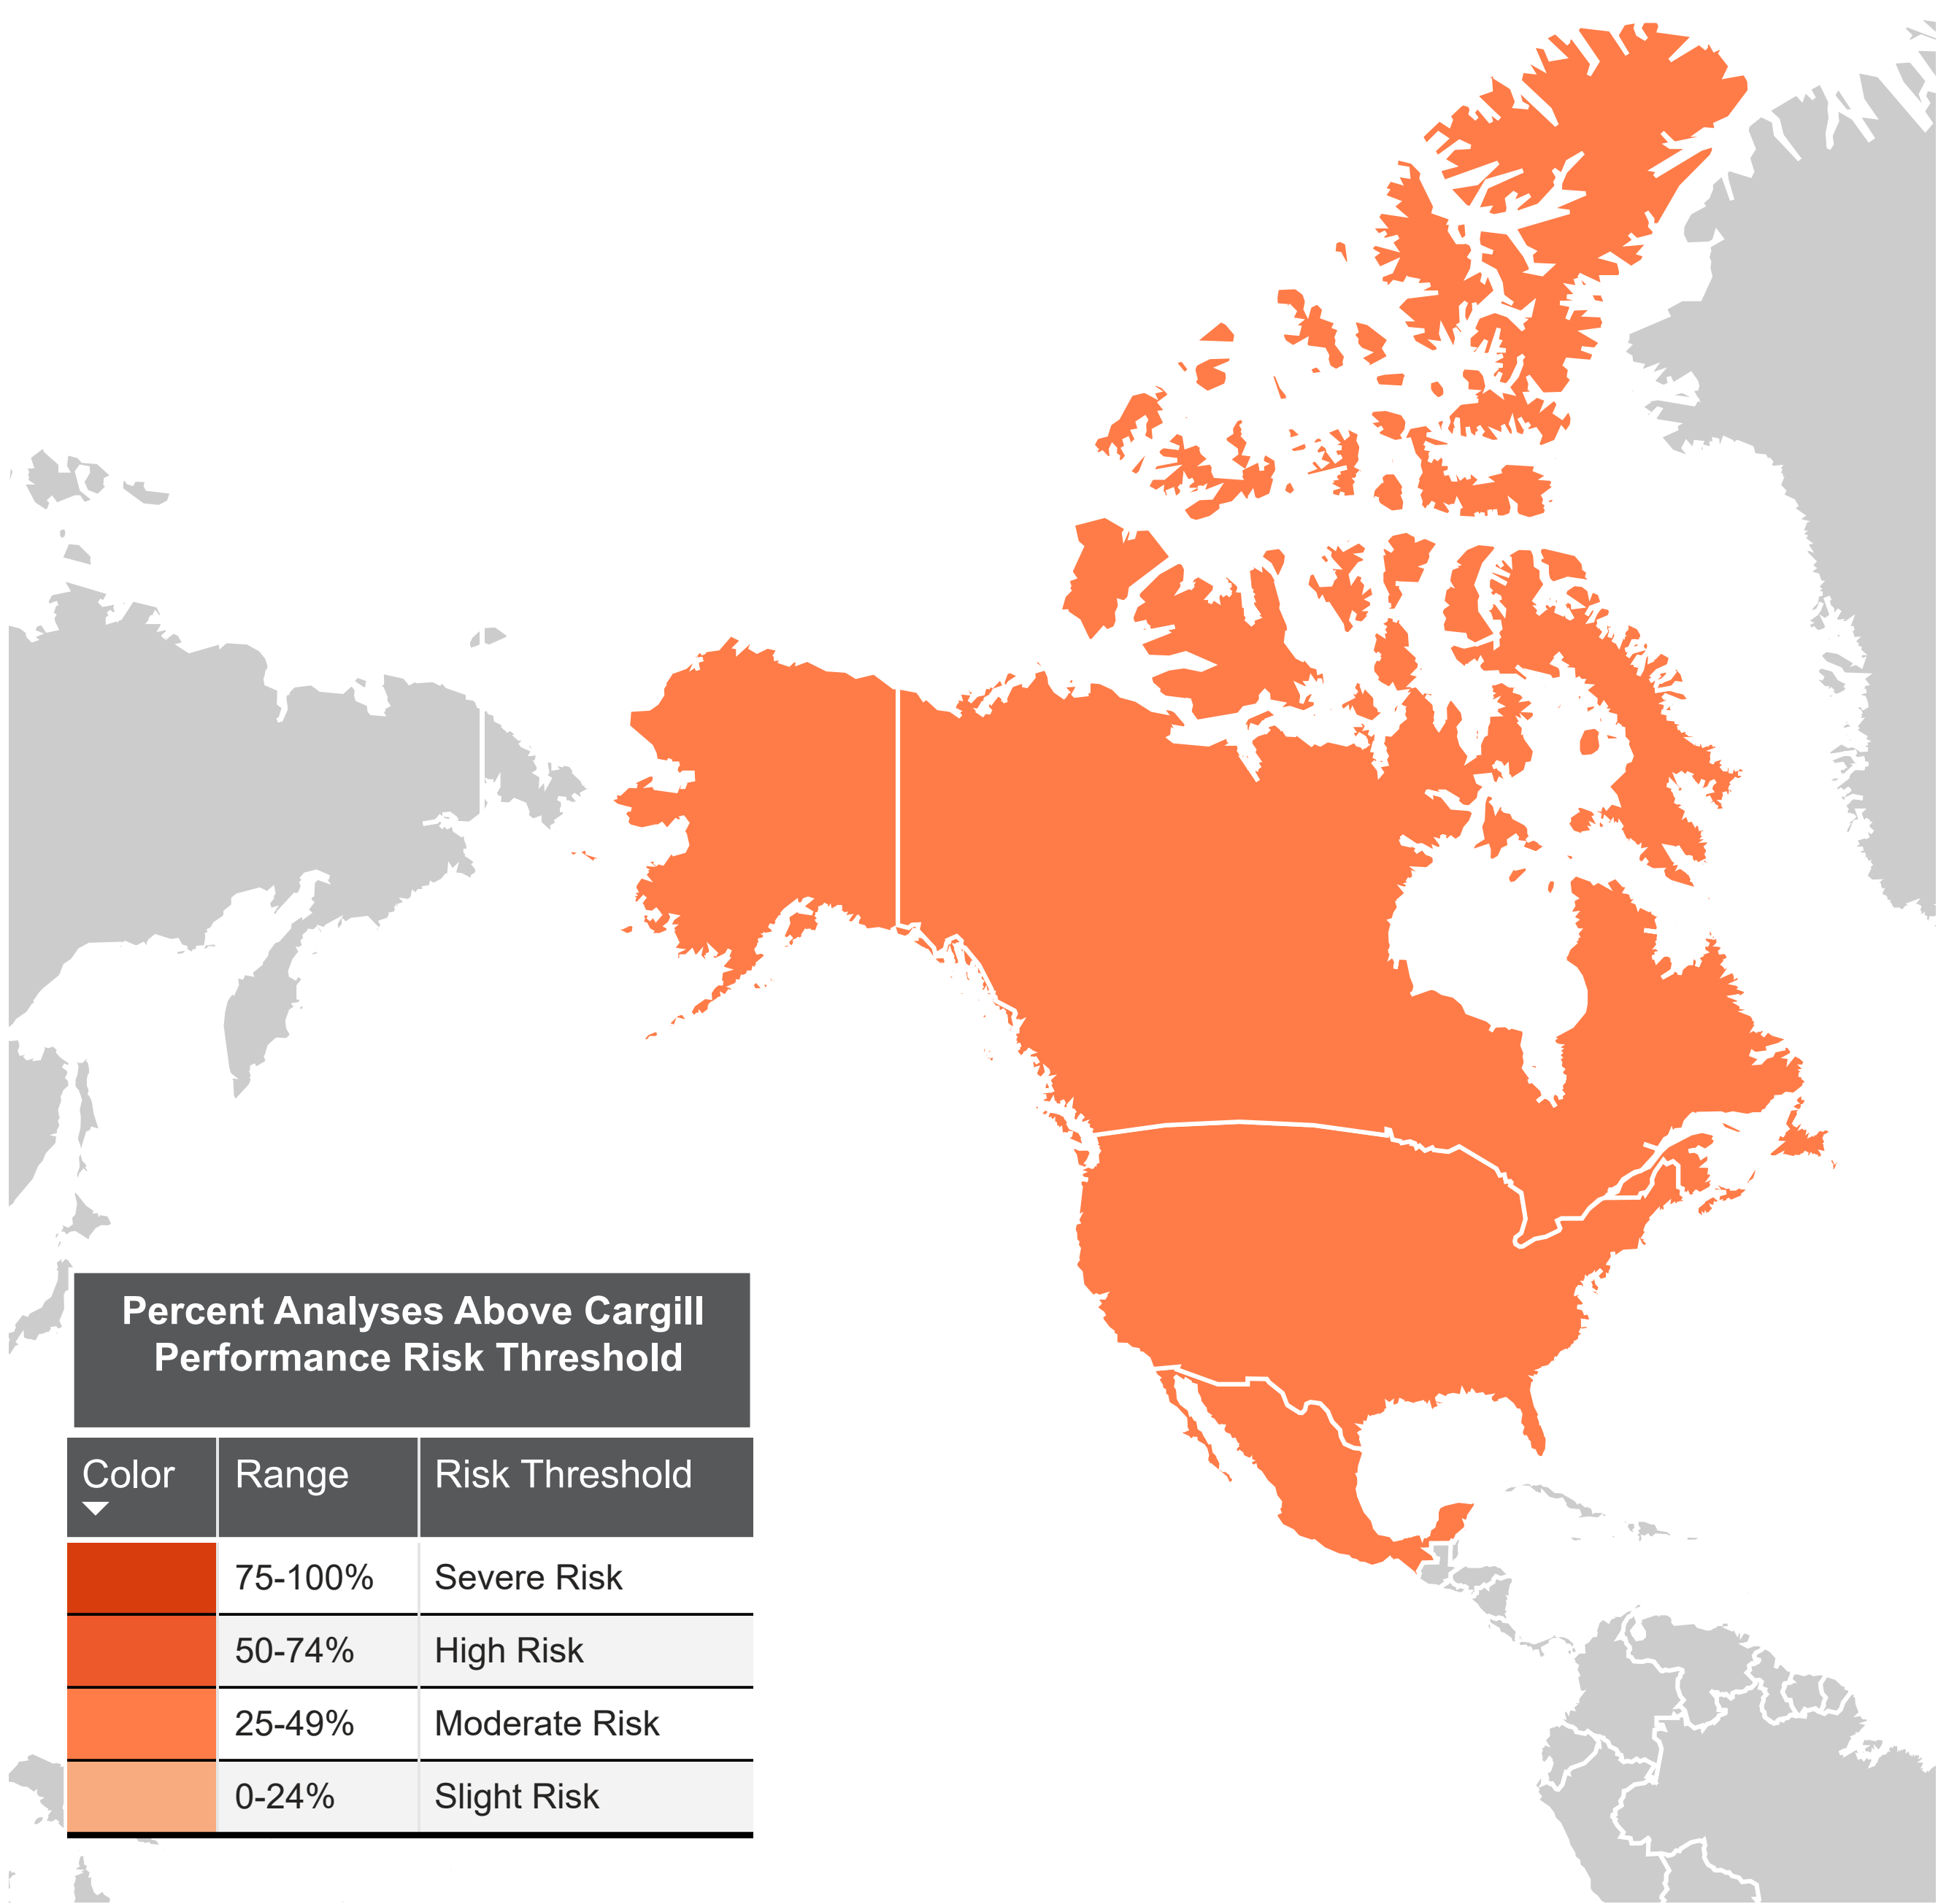 Percent Analyses Above Cargill
Performance Risk Threshold
Color Range Risk Threshold
75-100% Severe Risk
50-74% High Risk
25-49% Moderate Risk
0-24% Slight Risk